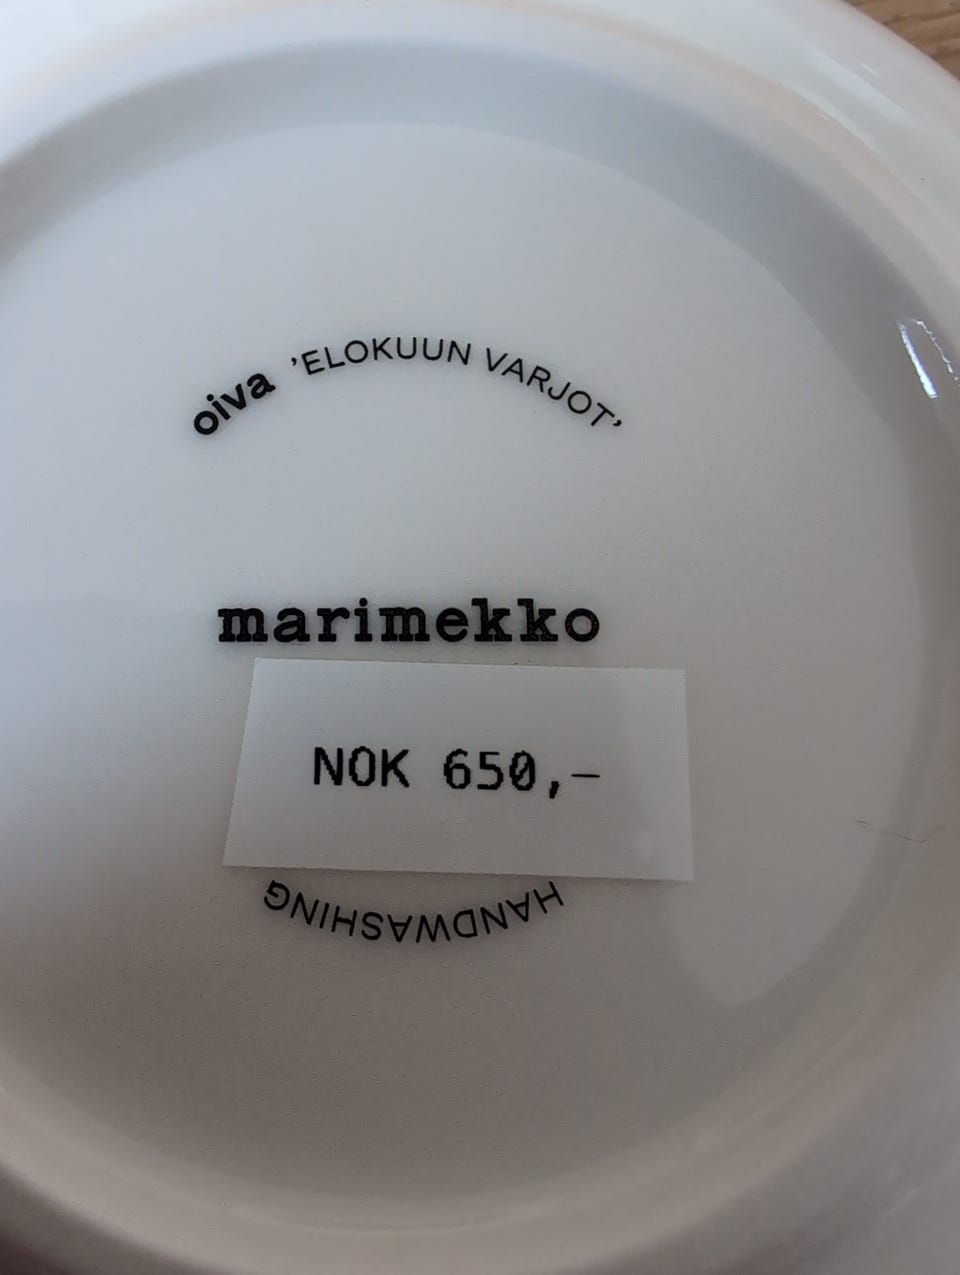 oiva ’ELOKUUN VARJOT’
marimekko
NOK 650,–
HANDWASHING